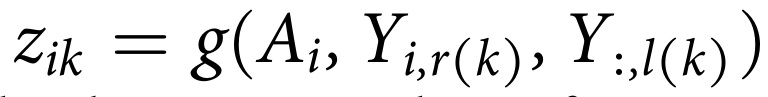 z_{ik} = g(A_i, Y_{i,r(k)}, Y_{:,l(k)})